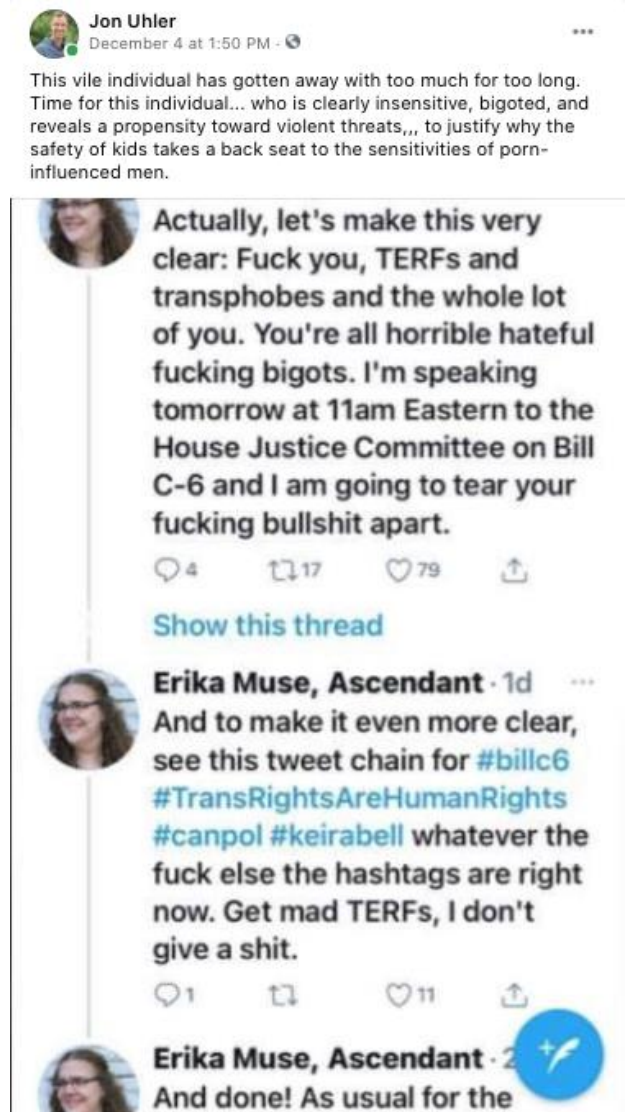 Jon Uhler
December 4 at 1:50 PM ·
This vile individual has gotten away with too much for too long.
Time for this individual... who is clearly insensitive, bigoted, and
reveals a propensity toward violent threats,,, to justify why the
safety of kids takes a back seat to the sensitivities of porn-
influenced men.
Actually, let's make this very
clear: Fuck you, TERFs and
transphobes and the whole lot
of you. You're all horrible hateful
fucking bigots. I'm speaking
tomorrow at 11am Eastern to the
House Justice Committee on Bill
C-6 and I am going to tear your
fucking bullshit apart.
4 17 79
Show this thread
Erika Muse, Ascendant · 1d
And to make it even more clear,
see this tweet chain for #billc6
#TransRightsAreHumanRights
#canpol #keirabell whatever the
fuck else the hashtags are right
now. Get mad TERFs, I don't
give a shit.
1 11
Erika Muse, Ascendant · 2
And done! As usual for the